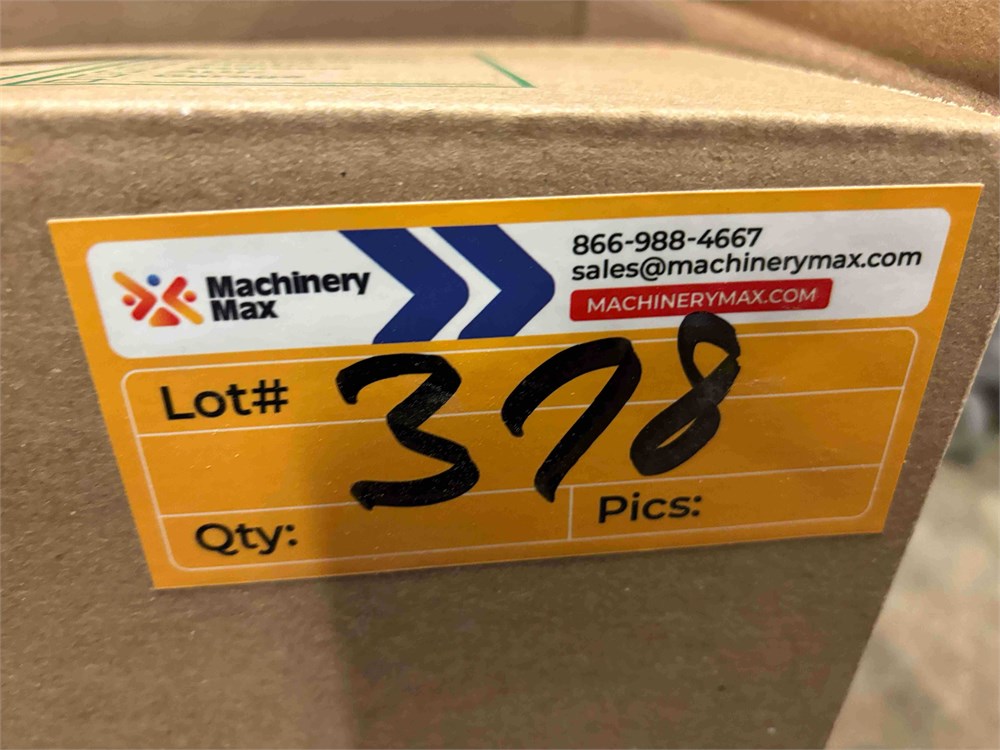 Machinery
Max
866-988-4667
sales@machinerymax.com
MACHINERYMAX.COM
Lot# 378
Qty:
Pics: